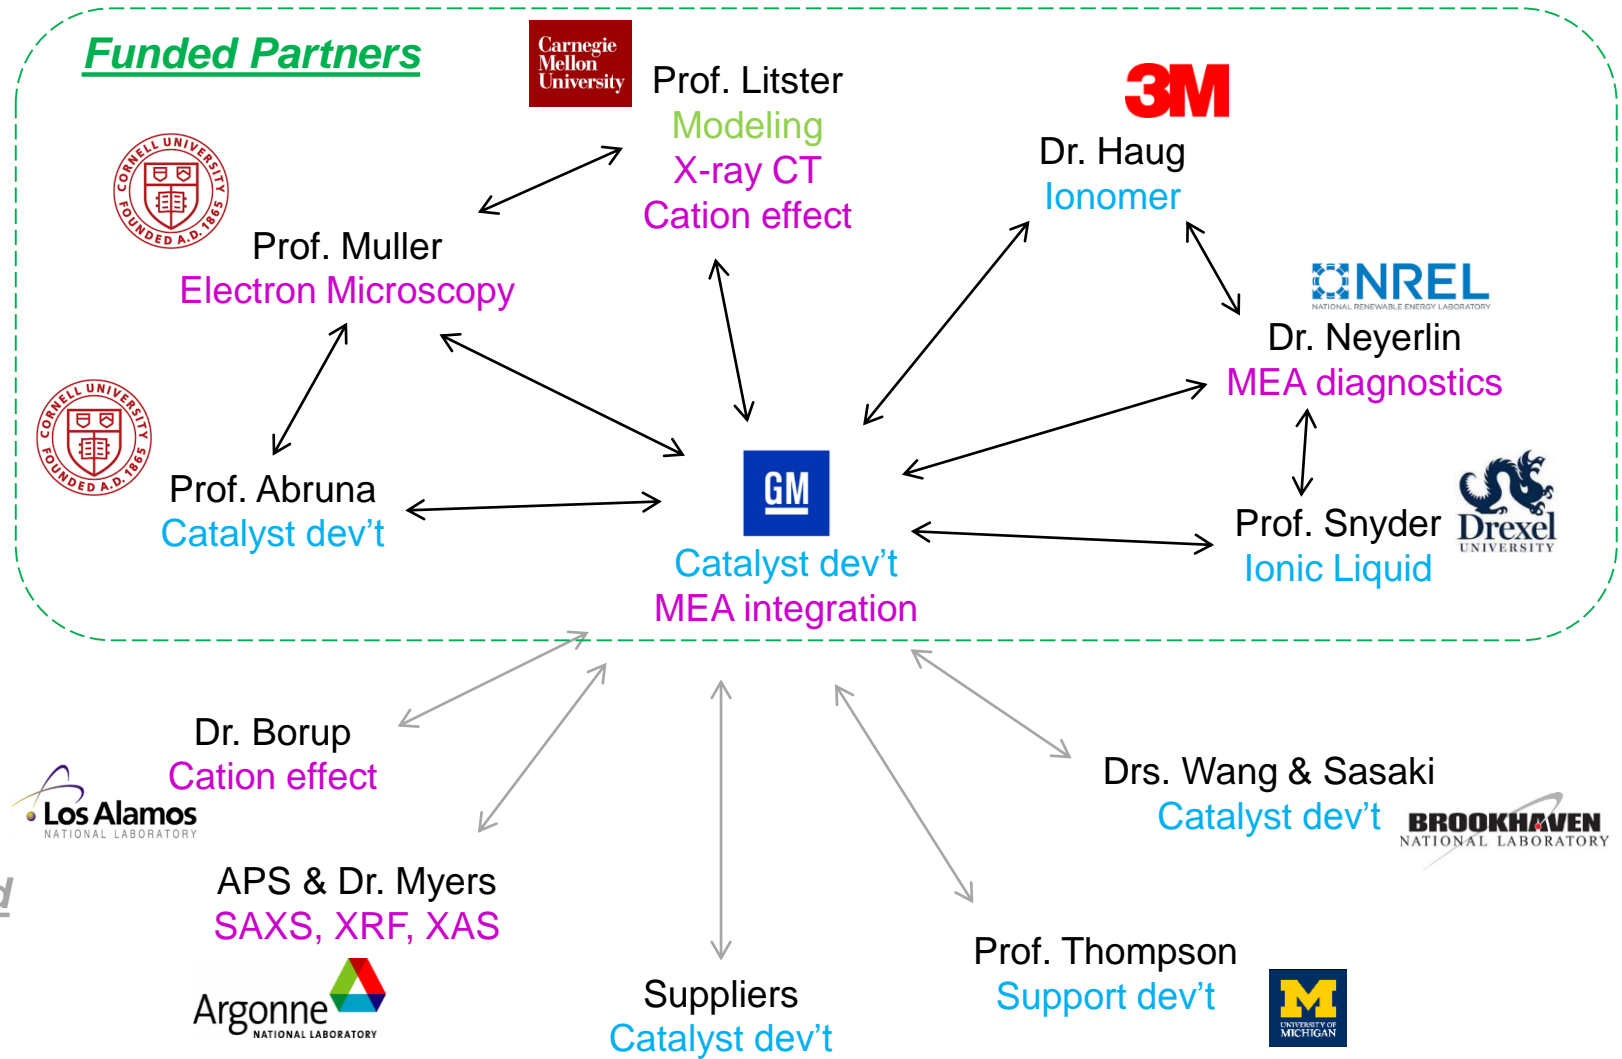 Funded Partners
Carnegie
Mellon
University
Prof. Litster
Modeling
X-ray CT
Cation effect
3M
Dr. Haug
Ionomer
CORNELL UNIVERSITY
FOUNDED A.D. 1865
Prof. Muller
Electron Microscopy
NREL
NATIONAL RENEWABLE ENERGY LABORATORY
Dr. Neyerlin
MEA diagnostics
CORNELL UNIVERSITY
FOUNDED A.D. 1865
Prof. Abruna
Catalyst dev't
GM
Catalyst dev't
MEA integration
Prof. Snyder
Ionic Liquid
Drexel
UNIVERSITY
Dr. Borup
Cation effect
Los Alamos
NATIONAL LABORATORY
Drs. Wang & Sasaki
Catalyst dev't
BROOKHAVEN
NATIONAL LABORATORY
d
APS & Dr. Myers
SAXS, XRF, XAS
Argonne
NATIONAL LABORATORY
Suppliers
Catalyst dev't
Prof. Thompson
Support dev't
M
UNIVERSITY OF
MICHIGAN